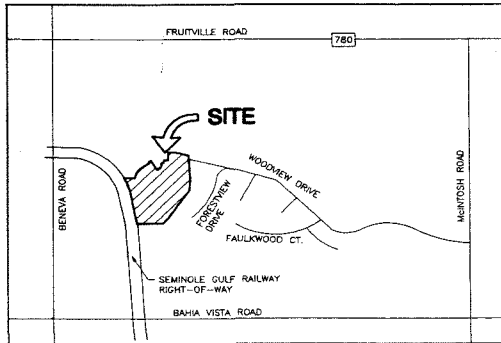 FRUITVILLE ROAD
780
SITE
BENEVA ROAD
WOODVIEW DRIVE
McINTOSH ROAD
FORESTVIEW
DRIVE
FAULKWOOD CT.
SEMINOLE GULF RAILWAY
RIGHT-OF-WAY
BAHIA VISTA ROAD